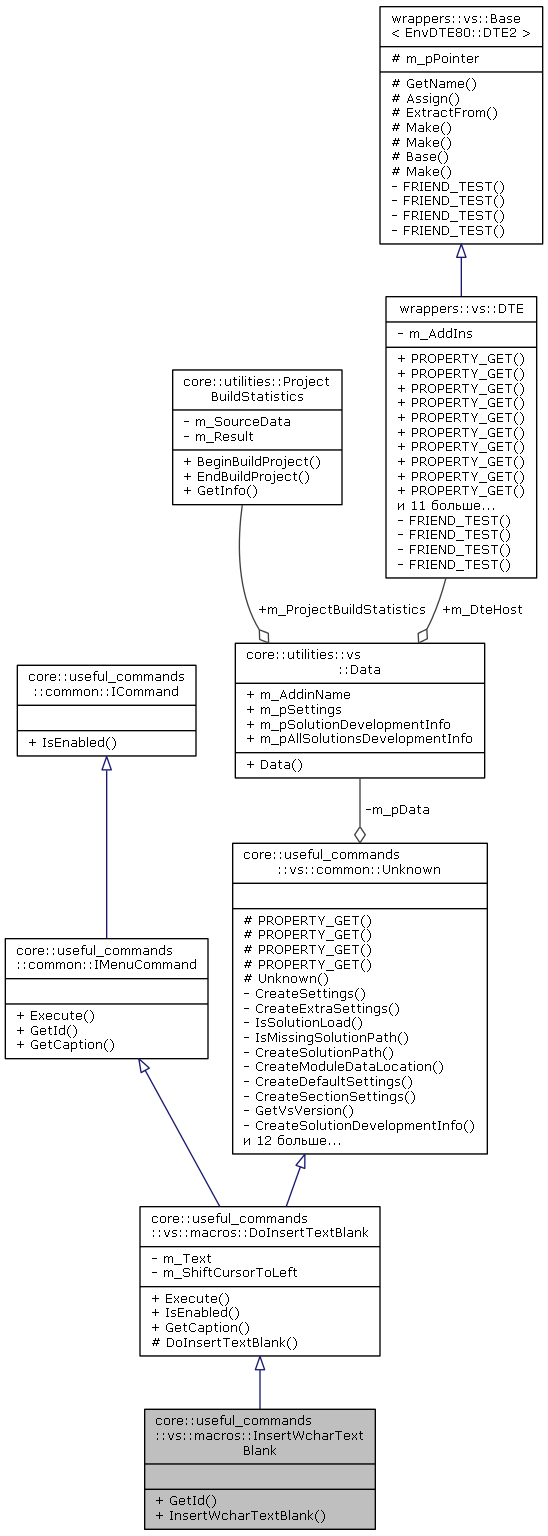 wrappers::vs::Base
< EnvDTE80::DTE2 >
# m_pPointer
# GetName()
# Assign()
# ExtractFrom()
# Make()
# Make()
# Base()
# Make()
- FRIEND_TEST()
- FRIEND_TEST()
- FRIEND_TEST()
- FRIEND_TEST()
wrappers::vs::DTE
- m_AddIns
+ PROPERTY_GET()
+ PROPERTY_GET()
+ PROPERTY_GET()
+ PROPERTY_GET()
+ PROPERTY_GET()
+ PROPERTY_GET()
+ PROPERTY_GET()
+ PROPERTY_GET()
+ PROPERTY_GET()
+ PROPERTY_GET()
и 11 больше...
- FRIEND_TEST()
- FRIEND_TEST()
- FRIEND_TEST()
- FRIEND_TEST()
core::utilities::Project
BuildStatistics
- m_SourceData
- m_Result
+ BeginBuildProject()
+ EndBuildProject()
+ GetInfo()
+m_ProjectBuildStatistics
+m_DteHost
core::utilities::vs
::Data
+ m_AddinName
+ m_pSettings
+ m_pSolutionDevelopmentInfo
+ m_pAllSolutionsDevelopmentInfo
+ Data()
core::useful_commands
::common::ICommand
+ IsEnabled()
-m_pData
core::useful_commands
::vs::common::Unknown
# PROPERTY_GET()
# PROPERTY_GET()
# PROPERTY_GET()
# PROPERTY_GET()
# Unknown()
- CreateSettings()
- CreateExtraSettings()
- IsSolutionLoad()
- IsMissingSolutionPath()
- CreateSolutionPath()
- CreateModuleDataLocation()
- CreateDefaultSettings()
- CreateSectionSettings()
- GetVsVersion()
- CreateSolutionDevelopmentInfo()
и 12 больше...
core::useful_commands
::common::IMenuCommand
+ Execute()
+ GetId()
+ GetCaption()
core::useful_commands
::vs::macros::DoInsertTextBlank
- m_Text
- m_ShiftCursorToLeft
+ Execute()
+ IsEnabled()
+ GetCaption()
# DoInsertTextBlank()
core::useful_commands
::vs::macros::InsertWcharText
Blank
+ GetId()
+ InsertWcharTextBlank()